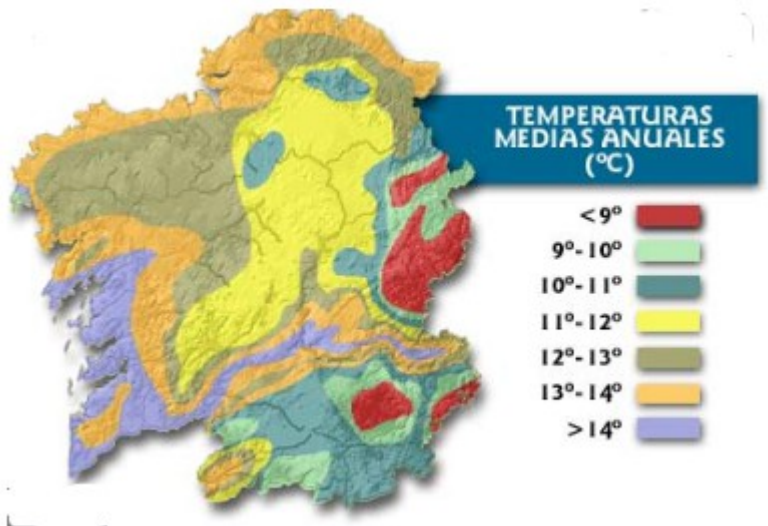 TEMPERATURAS
MEDIAS ANUALES
(ºC)
<9º
9º-10º
10º-11º
11º-12º
12º-13º
13º-14º
>14º